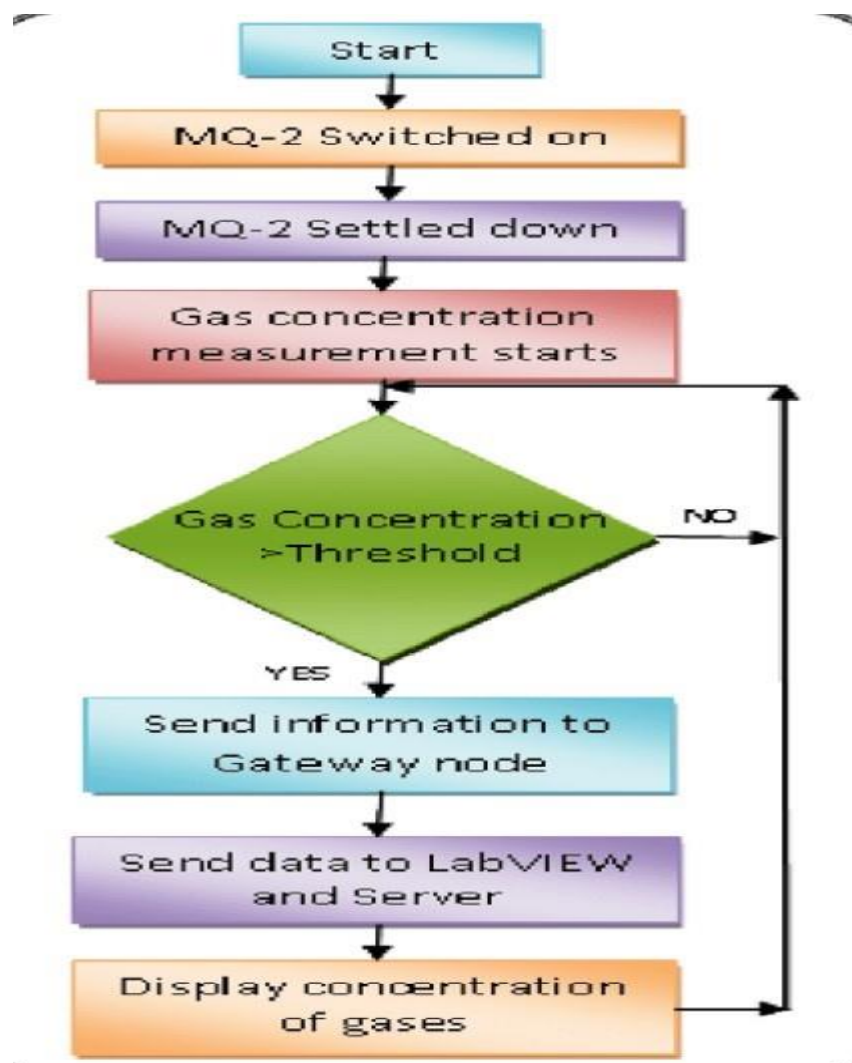 Start
MQ-2 Switched on
MQ-2 Settled down
Gas concentration
measurement starts
Gas Concentration
>Threshold
NO
YES
Send information to
Gateway node
Send data to LabVIEW
and Server
Display concentration
of gases